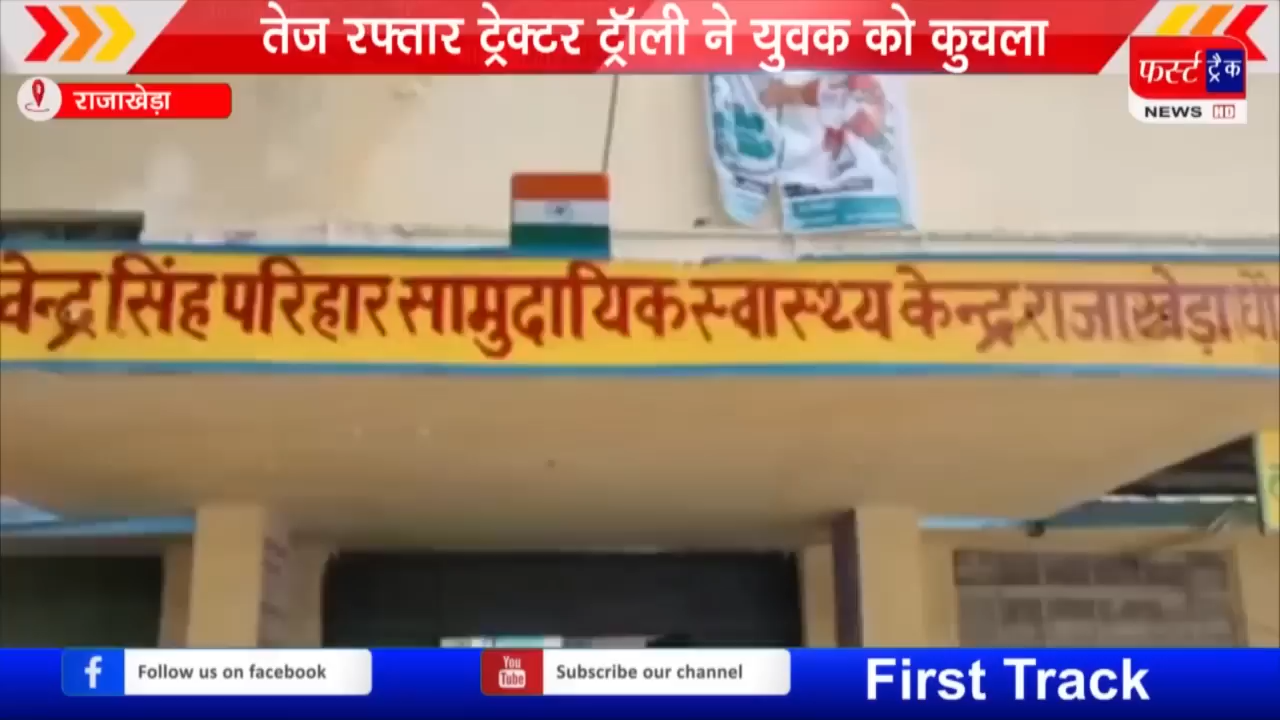 तेज रफ्तार ट्रेक्टर ट्रॉली ने युवक को कुचला
फर्स्ट ट्रैक
NEWS HD
राजाखेड़ा
सिंह परिहार सामुदायिक स्वास्थ्य केन्द्र राजाखेड़ा
Follow us on facebook
You Tube
Subscribe our channel
First Track